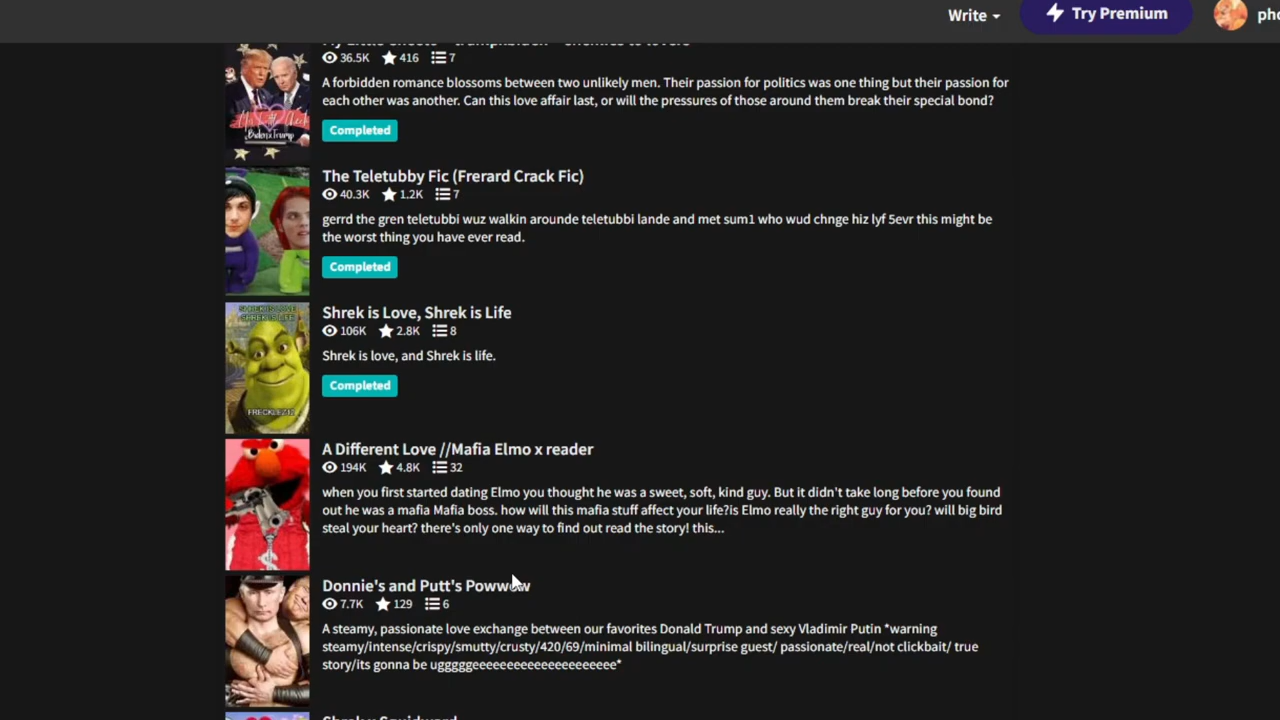 Write
Try Premium
pho
36.5K 416 7
A forbidden romance blossoms between two unlikely men. Their passion for politics was one thing but their passion for
each other was another. Can this love affair last, or will the pressures of those around them break their special bond?
Completed
Biden x Trump
The Teletubby Fic (Frerard Crack Fic)
40.3K 1.2K 7
gerrd the gren teletubbi wuz walkin arounde teletubbi lande and met sum1 who wud chnge hiz lyf 5evr this might be
the worst thing you have ever read.
Completed
SHREK IS LOVE
SHREK IS LIFE
Shrek is Love, Shrek is Life
106K 2.8K 8
Shrek is love, and Shrek is life.
Completed
A Different Love //Mafia Elmo x reader
194K 4.8K 32
when you first started dating Elmo you thought he was a sweet, soft, kind guy. But it didn't take long before you found
out he was a mafia Mafia boss. how will this mafia stuff affect your life?is Elmo really the right guy for you? will big bird
steal your heart? there's only one way to find out read the story! this...
Donnie's and Putt's Powwow
7.7K 129 6
A steamy, passionate love exchange between our favorites Donald Trump and sexy Vladimir Putin *warning
steamy/intense/crispy/smutty/crusty/420/69/minimal bilingual/surprise guest/ passionate/real/not clickbait/ true
story/its gonna be ugggggeeeeeeeeeeeeeeeeeeeee*